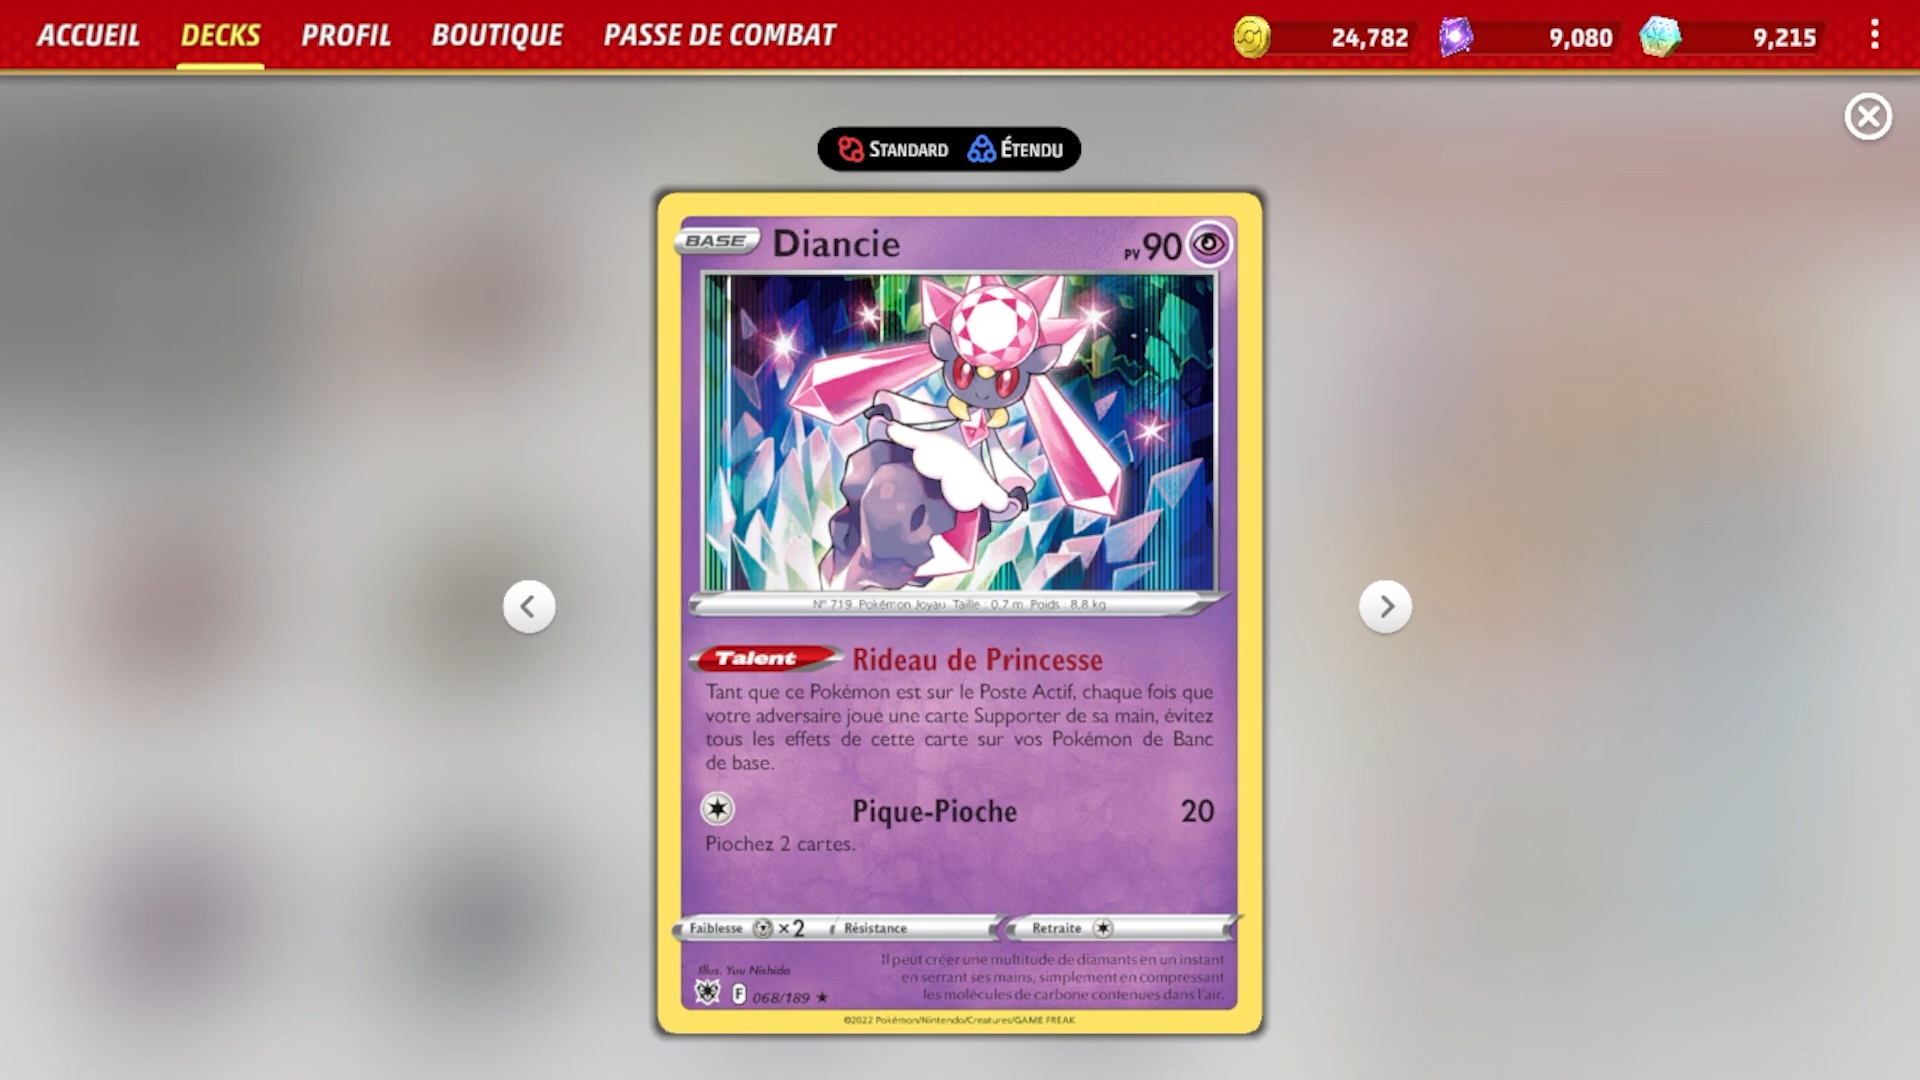 ACCUEIL DECKS PROFIL BOUTIQUE PASSE DE COMBAT 24,782 9,080 9,215
STANDARD ÉTENDU
BASE Diancie PV 90
N° 719 Pokémon Joyau Taille : 0,7 m Poids : 8,8 kg
Talent Rideau de Princesse
Tant que ce Pokémon est sur le Poste Actif, chaque fois que
votre adversaire joue une carte Supporter de sa main, évitez
tous les effets de cette carte sur vos Pokémon de Banc
de base.
Pique-Pioche 20
Piochez 2 cartes.
Faiblesse ×2 Résistance Retraite
Illus. Yuu Nishida
F 068/189 ★
Il peut créer une multitude de diamants en un instant
en serrant ses mains, simplement en compressant
les molécules de carbone contenues dans l'air.
©2022 Pokémon/Nintendo/Creatures/GAME FREAK